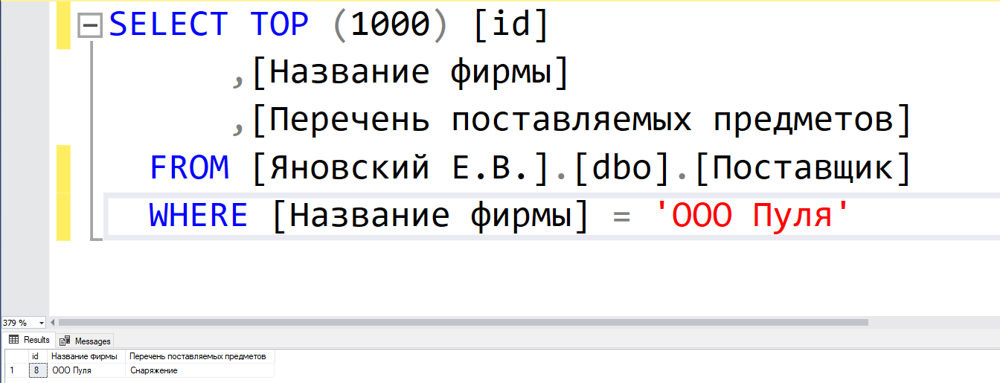 SELECT TOP (1000) [id]
,[Название фирмы]
,[Перечень поставляемых предметов]
FROM [Яновский Е.В.].[dbo].[Поставщик]
WHERE [Название фирмы] = 'ООО Пуля'
379 %
Results Messages
id Название фирмы Перечень поставляемых предметов
1 8 ООО Пуля Снаряжение